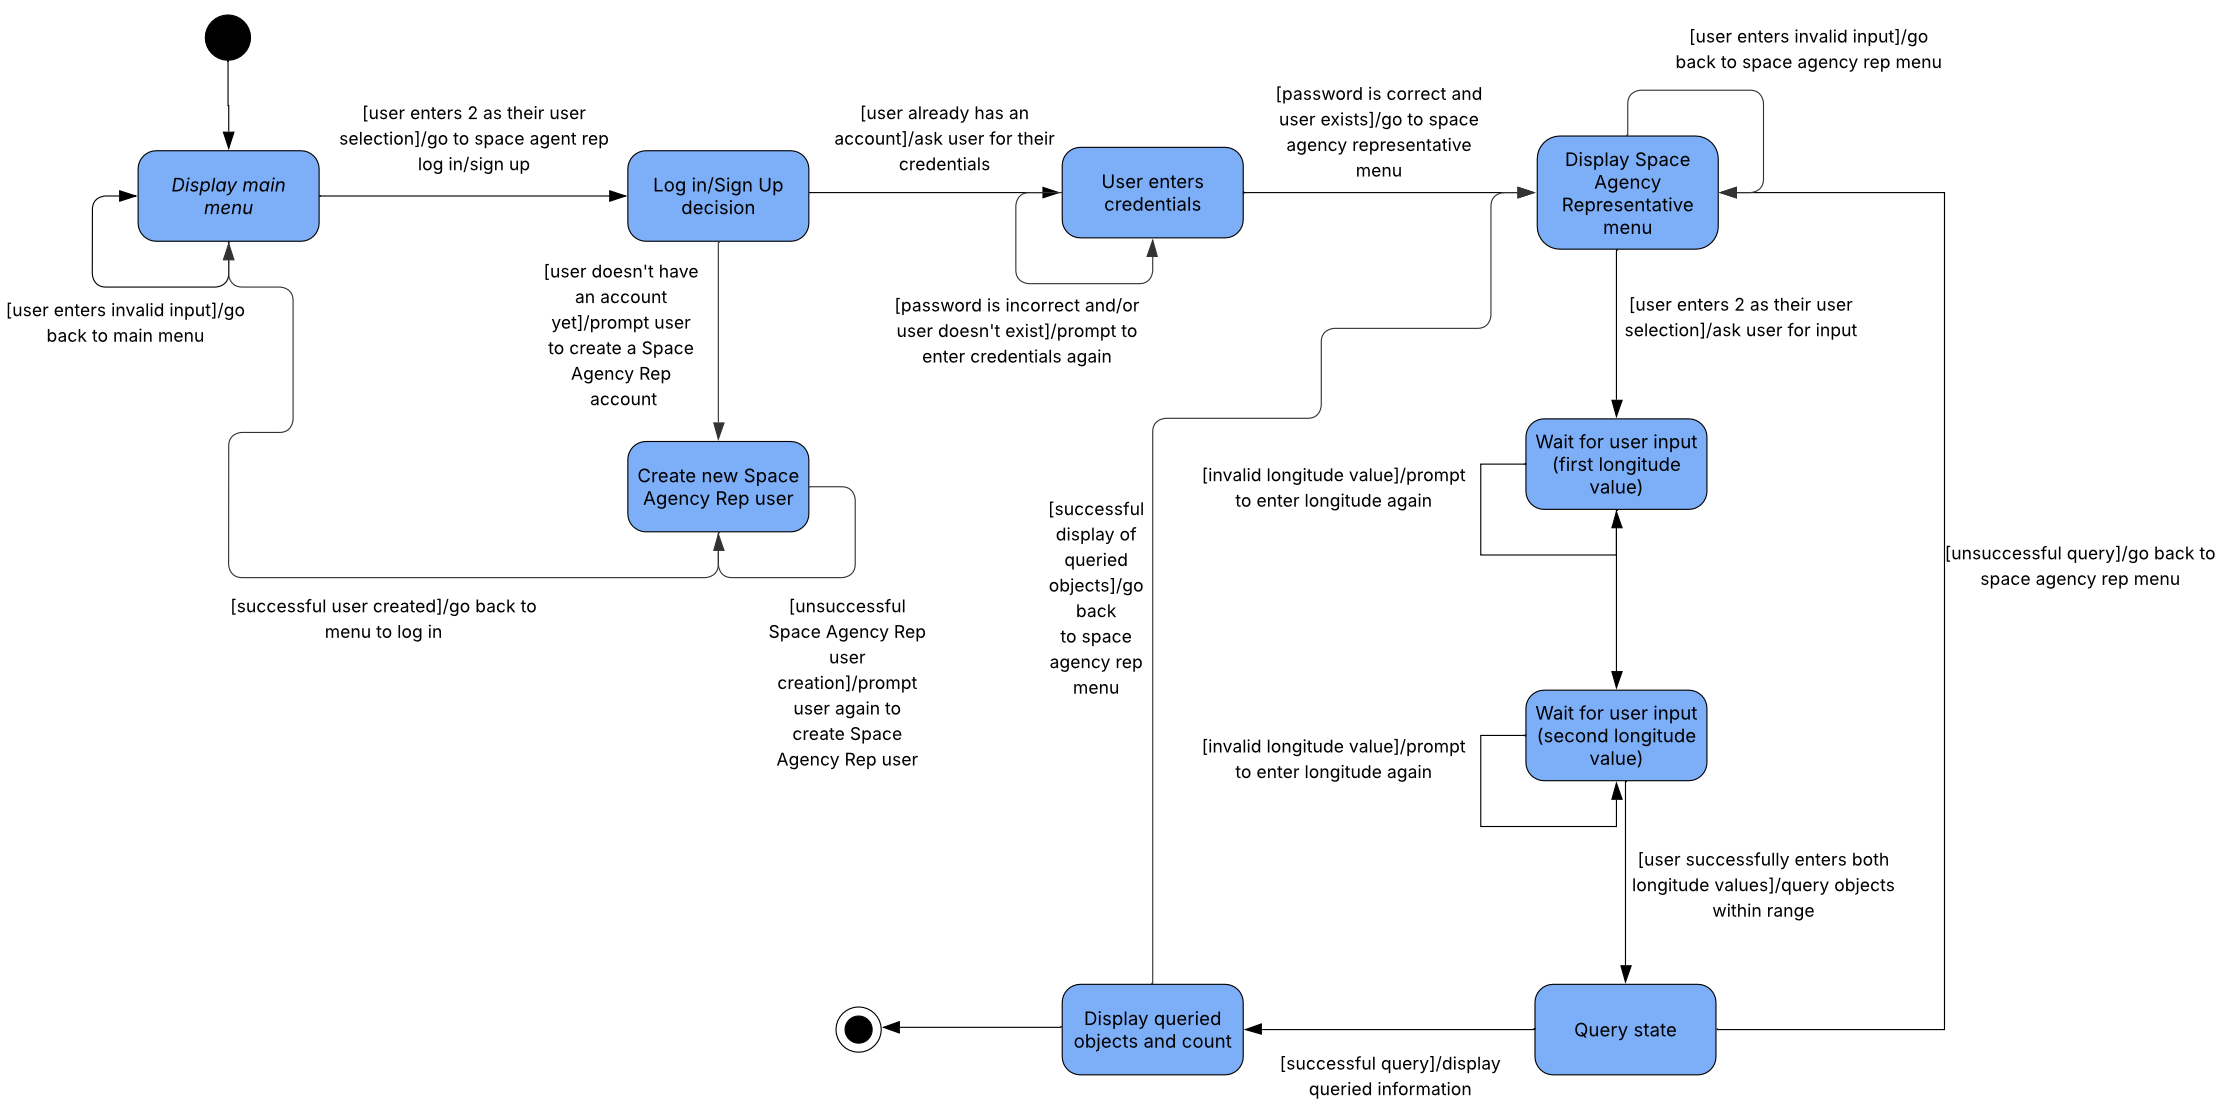 [user enters invalid input]/go
back to space agency rep menu
[password is correct and
user exists]/go to space
agency representative
menu
[user enters 2 as their user
selection]/go to space agent rep
log in/sign up
[user already has an
account]/ask user for their
credentials
Display main
menu
Log in/Sign Up
decision
User enters
credentials
Display Space
Agency
Representative
menu
[user enters invalid input]/go
back to main menu
[user doesn't have
an account
yet]/prompt user
to create a Space
Agency Rep
account
[password is incorrect and/or
user doesn't exist]/prompt to
enter credentials again
[user enters 2 as their user
selection]/ask user for input
Create new Space
Agency Rep user
[invalid longitude value]/prompt
to enter longitude again
Wait for user input
(first longitude
value)
[successful
display of
queried
objects]/go
back
to space
agency rep
menu
[unsuccessful query]/go back to
space agency rep menu
[successful user created]/go back to
menu to log in
[unsuccessful
Space Agency Rep
user
creation]/prompt
user again to
create Space
Agency Rep user
[invalid longitude value]/prompt
to enter longitude again
Wait for user input
(second longitude
value)
[user successfully enters both
longitude values]/query objects
within range
Display queried
objects and count
Query state
[successful query]/display
queried information